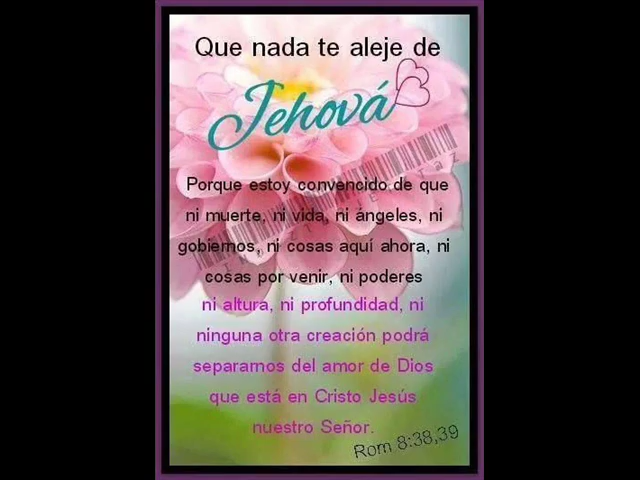 Que nada te aleje de
Jehová
Porque estoy convencido de que
ni muerte, ni vida, ni ángeles, ni
gobiernos, ni cosas aquí ahora, ni
cosas por venir, ni poderes
ni altura, ni profundidad, ni
ninguna otra creación podrá
separarnos del amor de Dios
que está en Cristo Jesús
nuestro Señor.
Rom 8:38,39